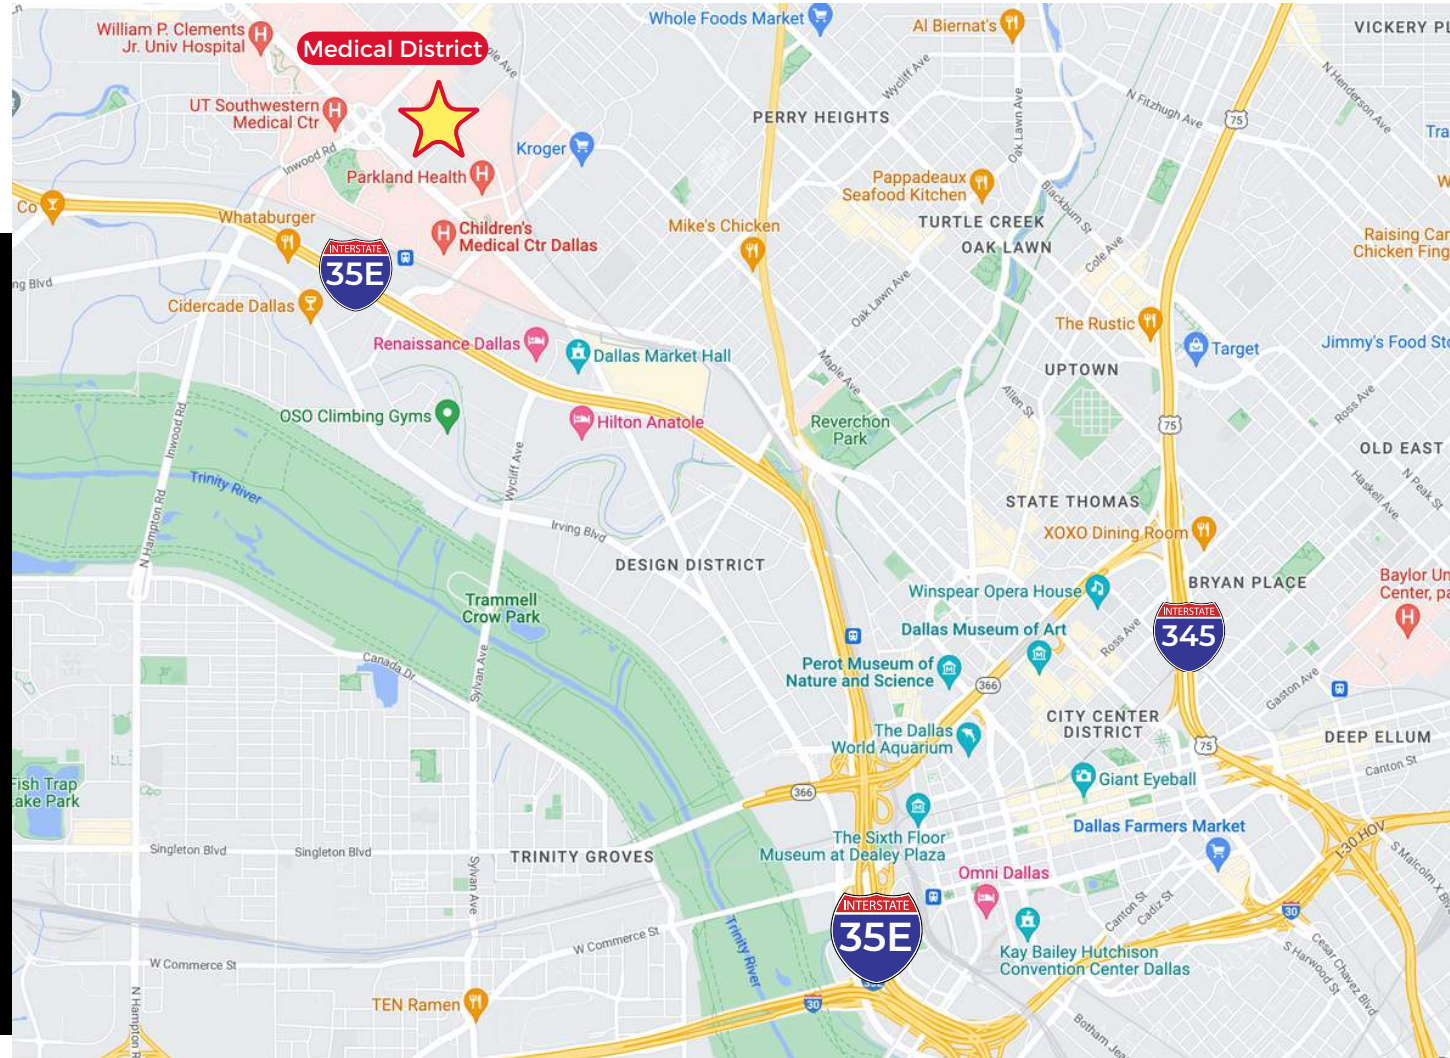 William P. Clements
Jr. Univ Hospital
Medical District
Whole Foods Market
Al Biernat's
VICKERY PL
UT Southwestern
Medical Ctr
Inwood Rd
Kroger
Parkland Health
PERRY HEIGHTS
Wycliff Ave
Oak Lawn Ave
N Fitzhugh Ave
N Henderson Ave
75
Tra
Co
Whataburger
Children's
Medical Ctr Dallas
INTERSTATE
35E
Mike's Chicken
Pappadeaux
Seafood Kitchen
TURTLE CREEK
OAK LAWN
Blackburn St
Cole Ave
Raising Can
Chicken Fing
ng Blvd
Cidercade Dallas
Renaissance Dallas
Dallas Market Hall
Oak Lawn Ave
Maple Ave
The Rustic
Target
Jimmy's Food Sto
UPTOWN
Allen St
Ross Ave
OSO Climbing Gyms
Hilton Anatole
Reverchon
Park
75
OLD EAST
Inwood Rd
Wycliff Ave
Trinity River
N Hampton Rd
Irving Blvd
DESIGN DISTRICT
STATE THOMAS
XOXO Dining Room
Haskell Ave
N Peak St
Trammell
Crow Park
Winspear Opera House
BRYAN PLACE
Baylor Un
Center, pa
Dallas Museum of Art
Ross Ave
INTERSTATE
345
Perot Museum of
Nature and Science
366
Canada Dr
Sylvan Ave
Gaston Ave
CITY CENTER
DISTRICT
The Dallas
World Aquarium
75
DEEP ELLUM
Canton St
Fish Trap
Lake Park
366
Giant Eyeball
The Sixth Floor
Museum at Dealey Plaza
Dallas Farmers Market
I-30 HOV
S Malcolm X Blvd
Singleton Blvd
Singleton Blvd
TRINITY GROVES
Sylvan Ave
Omni Dallas
INTERSTATE
35E
Canton St
Cadiz St
30
W Commerce St
W Commerce St
Trinity River
Kay Bailey Hutchison
Convention Center Dallas
S Harwood St
Cesar Chavez Blvd
TEN Ramen
30
N Hampton R
Botham Jea